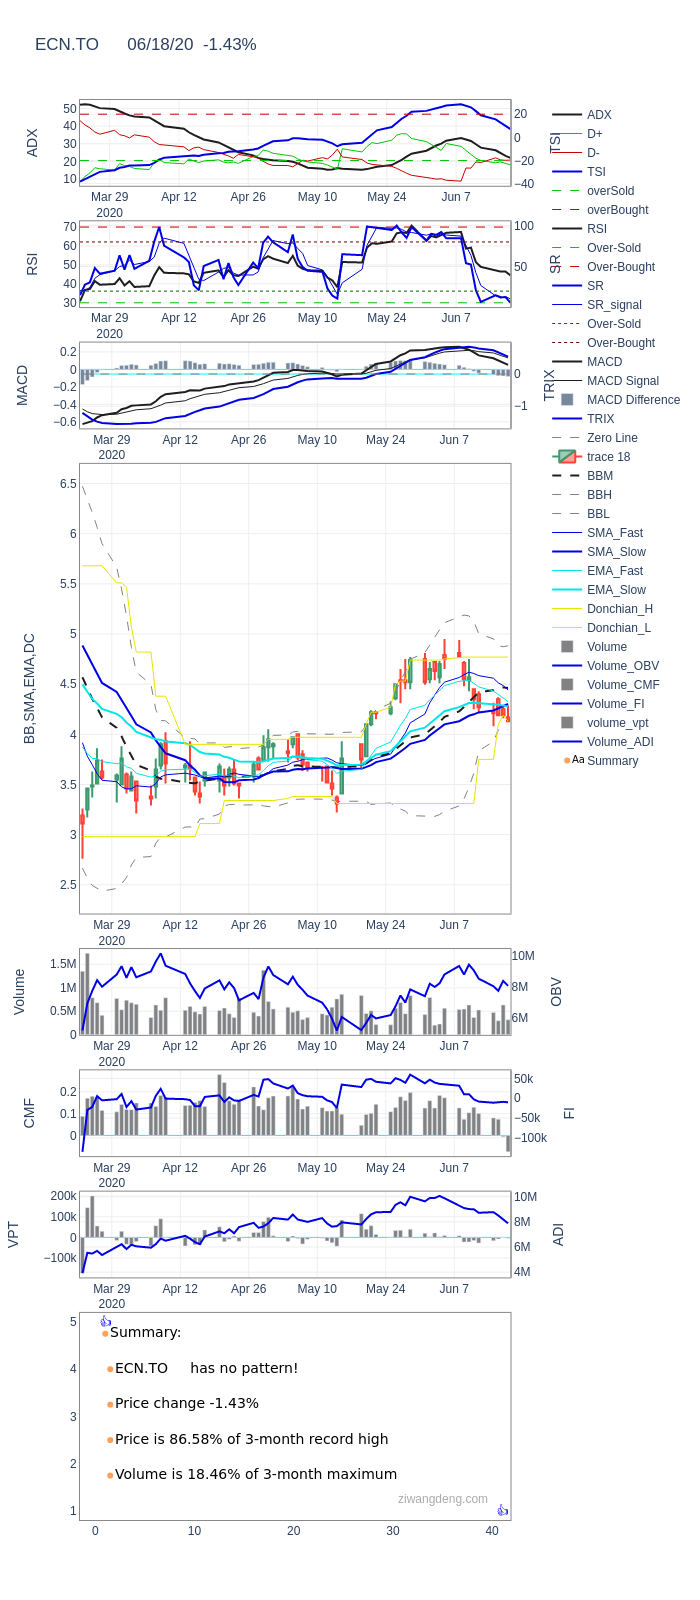 ECN.TO 06/18/20 -1.43%
ADX
50
40
30
20
10
20
0
−20
−40
TSI
Mar 29 Apr 12 Apr 26 May 10 May 24 Jun 7
2020
RSI
70
60
50
40
30
100
50
0
SR
Mar 29 Apr 12 Apr 26 May 10 May 24 Jun 7
2020
MACD
0.2
0
−0.2
−0.4
−0.6
0
−1
TRIX
Mar 29 Apr 12 Apr 26 May 10 May 24 Jun 7
2020
BB,SMA,EMA,DC
6.5
6
5.5
5
4.5
4
3.5
3
2.5
Mar 29 Apr 12 Apr 26 May 10 May 24 Jun 7
2020
Volume
1.5M
1M
0.5M
0
10M
8M
6M
OBV
Mar 29 Apr 12 Apr 26 May 10 May 24 Jun 7
2020
CMF
0.2
0.1
0
50k
0
−50k
−100k
FI
Mar 29 Apr 12 Apr 26 May 10 May 24 Jun 7
2020
VPT
200k
100k
0
−100k
10M
8M
6M
4M
ADI
Mar 29 Apr 12 Apr 26 May 10 May 24 Jun 7
2020
5
4
3
2
1
👍
Summary:
ECN.TO has no pattern!
Price change -1.43%
Price is 86.58% of 3-month record high
Volume is 18.46% of 3-month maximum
ziwangdeng.com
👍
0 10 20 30 40
ADX
D+
D-
TSI
overSold
overBought
RSI
Over-Sold
Over-Bought
SR
SR_signal
Over-Sold
Over-Bought
MACD
MACD Signal
MACD Difference
TRIX
Zero Line
trace 18
BBM
BBH
BBL
SMA_Fast
SMA_Slow
EMA_Fast
EMA_Slow
Donchian_H
Donchian_L
Volume
Volume_OBV
Volume_CMF
Volume_FI
volume_vpt
Volume_ADI
Aa Summary